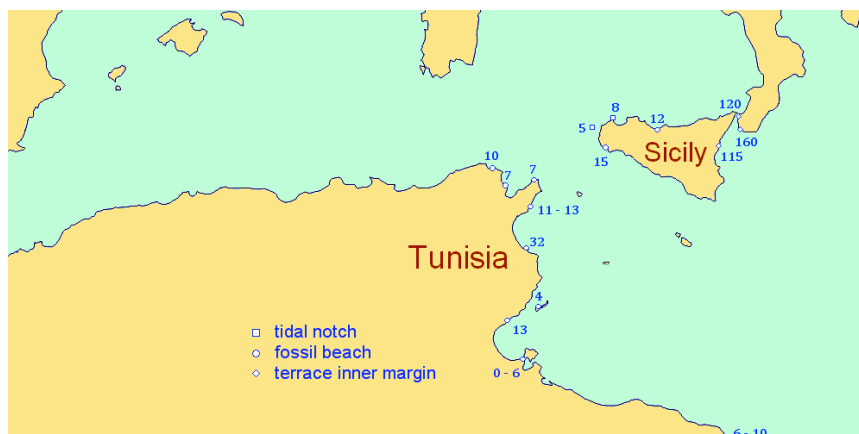 120
8
5
12
160
15
Sicily
115
10
7
7
11 - 13
32
Tunisia
4
tidal notch
13
fossil beach
terrace inner margin
0 - 6